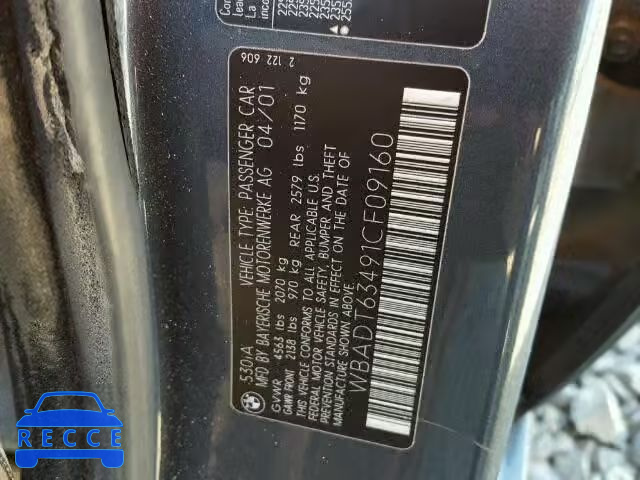 530iA VEHICLE TYPE PASSENGER CAR
MFD BY BAYERISCHE MOTORENWERKE AG 04/01
GVWR 4563 lbs 2070 kg
GAWR FRONT 2138 lbs 970 kg REAR 2579 lbs 1170 kg
THIS VEHICLE CONFORMS TO ALL APPLICABLE U.S.
FEDERAL MOTOR VEHICLE SAFETY, BUMPER, AND THEFT
PREVENTION STANDARDS IN EFFECT ON THE DATE OF
MANUFACTURE SHOWN ABOVE.
WBADT63491CF09160
2 122 606
RECCE